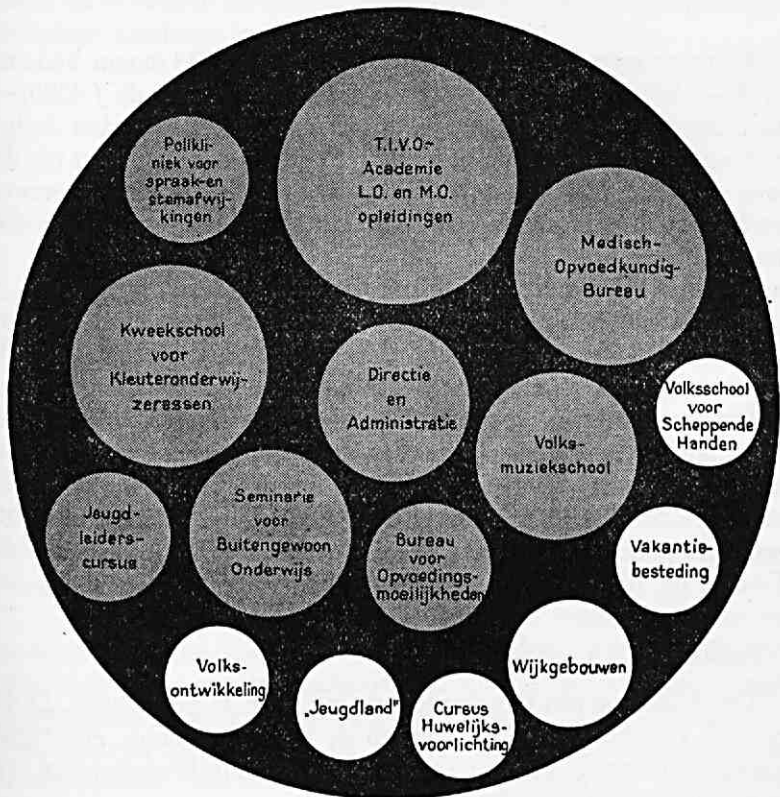 Polikli-
niek voor
spraak-en
stemafwij-
kingen
T.I.V.O-
Academie
L.O. en M.O.
opleidingen
Medisch-
Opvoedkundig-
Bureau
Kweekschool
voor
Kleuteronderwij-
zeressen
Directie
en
Administratie
Volks-
muziekschool
Volksschool
voor
Scheppende
Handen
Jeugd-
leiders-
cursus
Seminarie
voor
Buitengewoon
Onderwijs
Bureau
voor
Opvoedings-
moeilijkheden
Vakantie-
besteding
Volks-
ontwikkeling
„Jeugdland"
Cursus
Huwelijks-
voorlichting
Wijkgebouwen